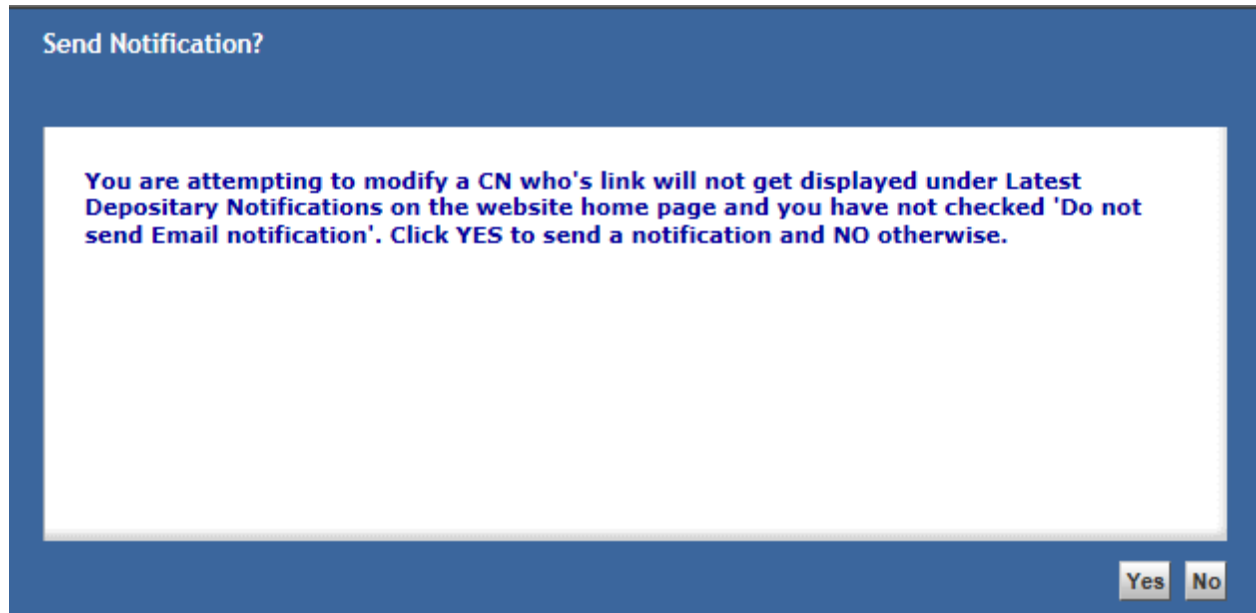 Send Notification?
You are attempting to modify a CN who's link will not get displayed under Latest
Depositary Notifications on the website home page and you have not checked 'Do not
send Email notification'. Click YES to send a notification and NO otherwise.
Yes No